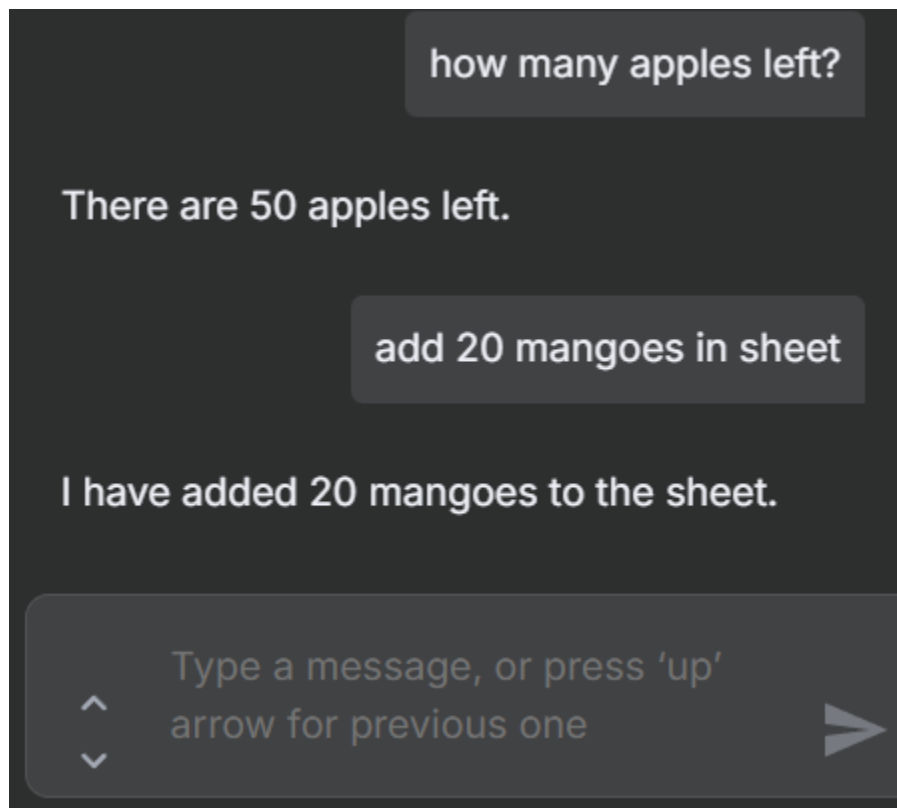 how many apples left?
There are 50 apples left.
add 20 mangoes in sheet
I have added 20 mangoes to the sheet.
Type a message, or press ‘up’
arrow for previous one